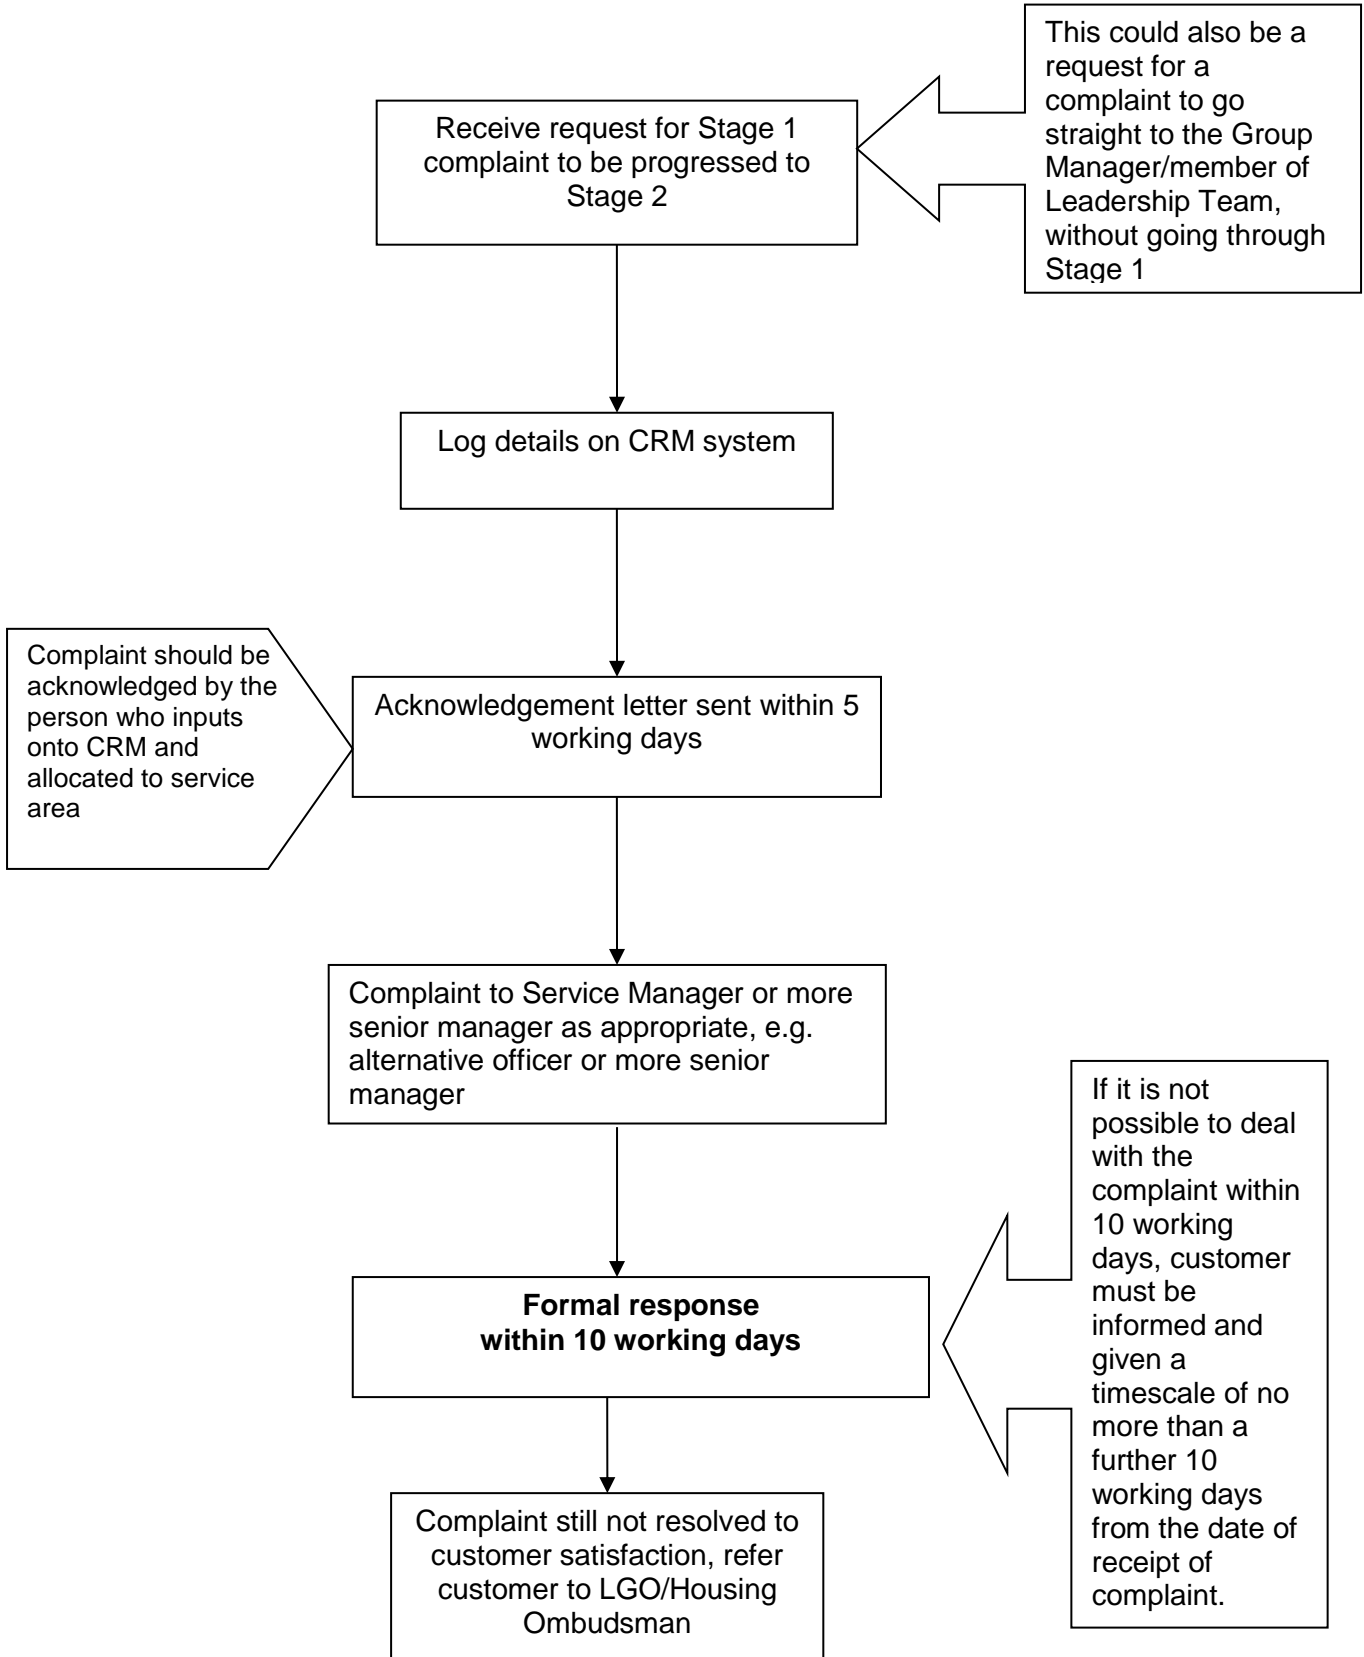 This could also be a
request for a
complaint to go
straight to the Group
Manager/member of
Leadership Team,
without going through
Stage 1
Receive request for Stage 1
complaint to be progressed to
Stage 2
Log details on CRM system
Complaint should be
acknowledged by the
person who inputs
onto CRM and
allocated to service
area
Acknowledgement letter sent within 5
working days
Complaint to Service Manager or more
senior manager as appropriate, e.g.
alternative officer or more senior
manager
If it is not
possible to deal
with the
complaint within
10 working
days, customer
must be
informed and
given a
timescale of no
more than a
further 10
working days
from the date of
receipt of
complaint.
Formal response
within 10 working days
Complaint still not resolved to
customer satisfaction, refer
customer to LGO/Housing
Ombudsman